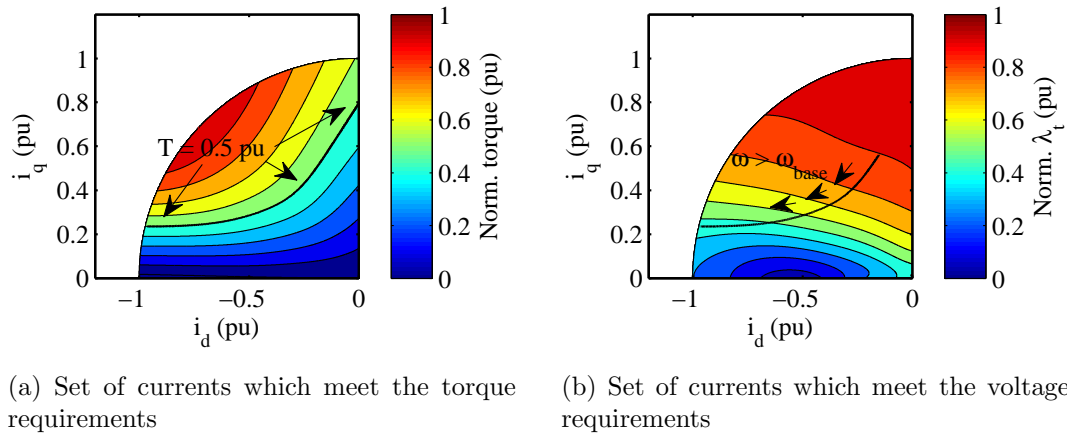 1
0.8
0.6
0.4
0.2
0
−1
−0.5
0
i_d (pu)
i_q (pu)
T = 0.5 pu
1
0.8
0.6
0.4
0.2
0
Norm. torque (pu)
1
0.8
0.6
0.4
0.2
0
−1
−0.5
0
i_d (pu)
i_q (pu)
ω > ω_base
1
0.8
0.6
0.4
0.2
0
Norm. λ_t (pu)
(a) Set of currents which meet the torque
requirements
(b) Set of currents which meet the voltage
requirements